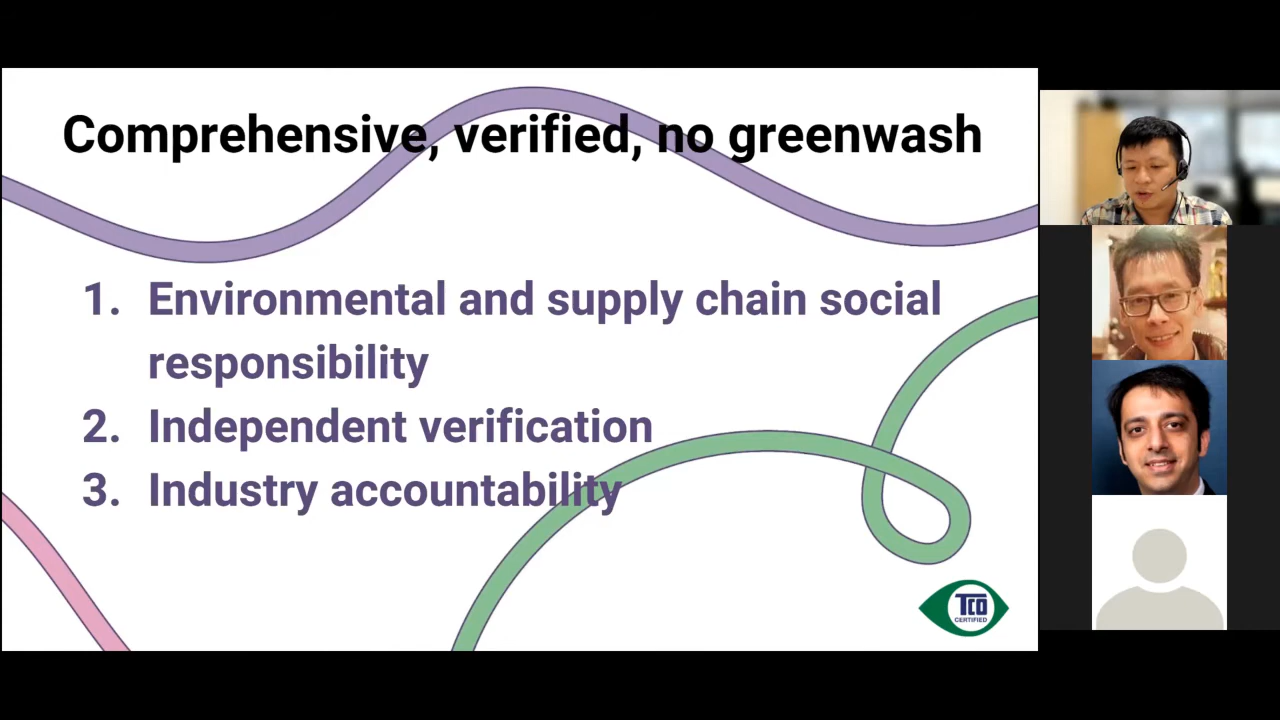 Comprehensive, verified, no greenwash
1. Environmental and supply chain social
responsibility
2. Independent verification
3. Industry accountability
TCO
CERTIFIED